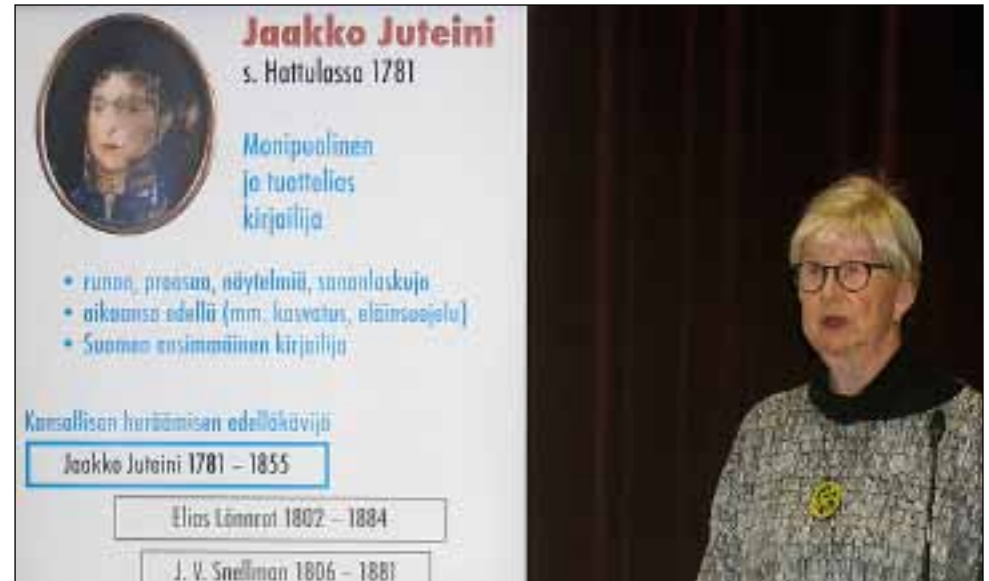 Jaakko Juteini
s. Hattulassa 1781
Monipuolinen
ja tuottelias
kirjailija
• runoa, proosaa, näytelmiä, sananlaskuja
• aikaansa edellä (mm. kasvatus, eläinsuojelu)
• Suomen ensimmäinen kirjailija
Kansallisen heräämisen edelläkävijä
Jaakko Juteini 1781 – 1855
Elias Lönnrot 1802 – 1884
J. V. Snellman 1806 – 1881